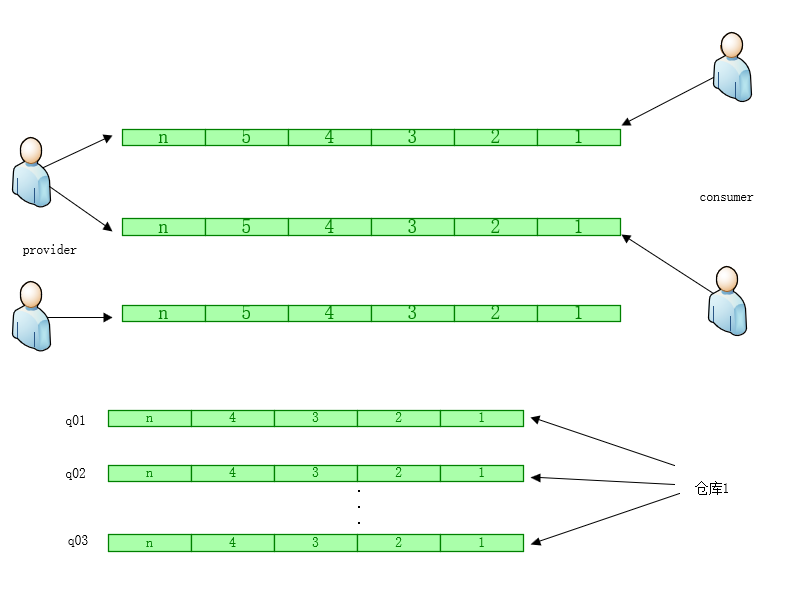 n 5 4 3 2 1
consumer
n 5 4 3 2 1
provider
n 5 4 3 2 1
q01 n 4 3 2 1
q02 n 4 3 2 1
仓库1
q03 n 4 3 2 1